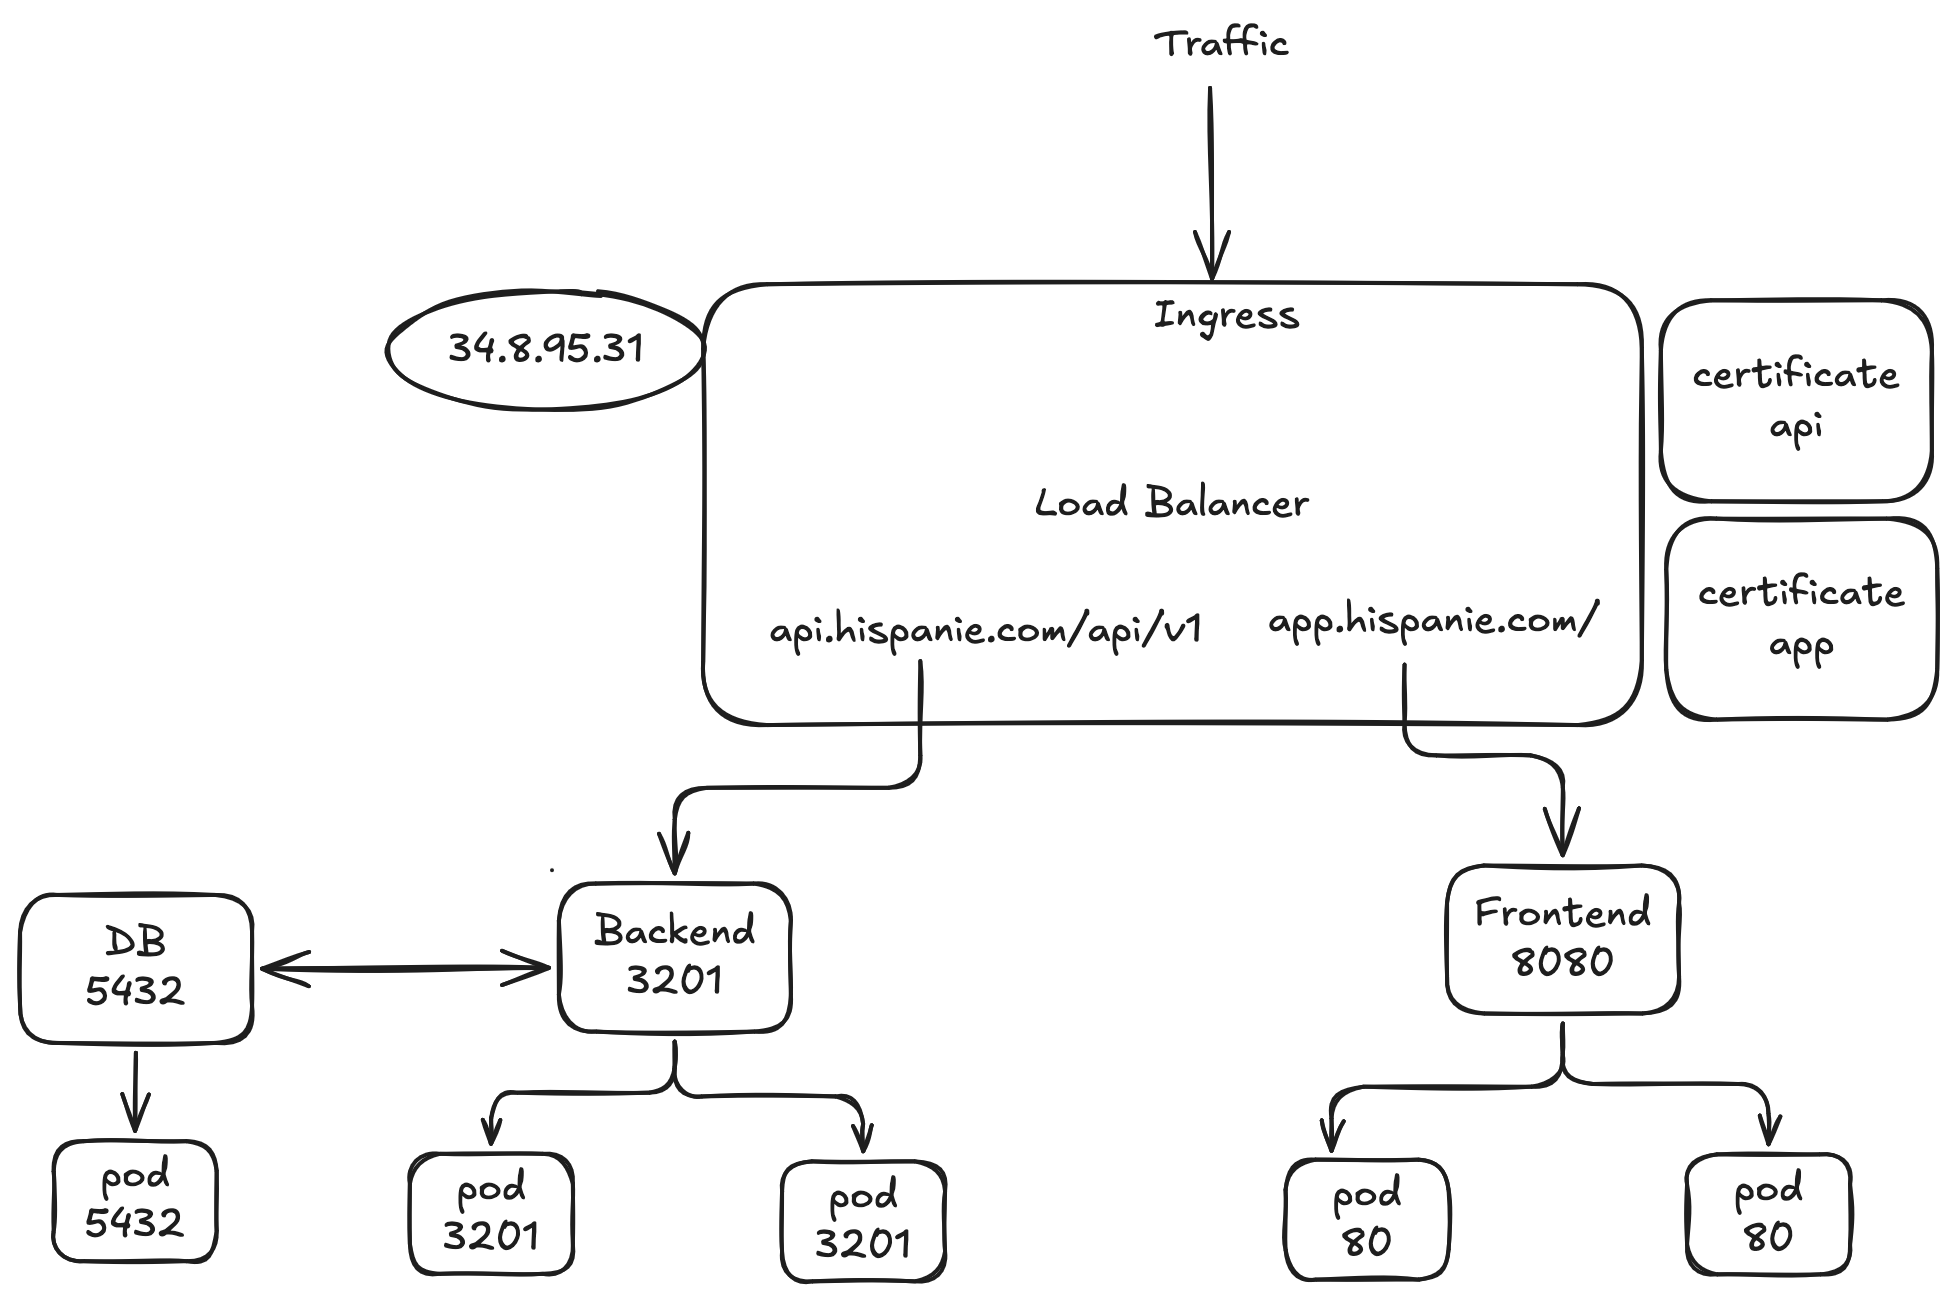 Traffic
Ingress
34.8.95.31
certificate
api
Load Balancer
certificate
app
api.hispanie.com/api/v1
app.hispanie.com/
DB
5432
Backend
3201
Frontend
8080
pod
5432
pod
3201
pod
3201
pod
80
pod
80